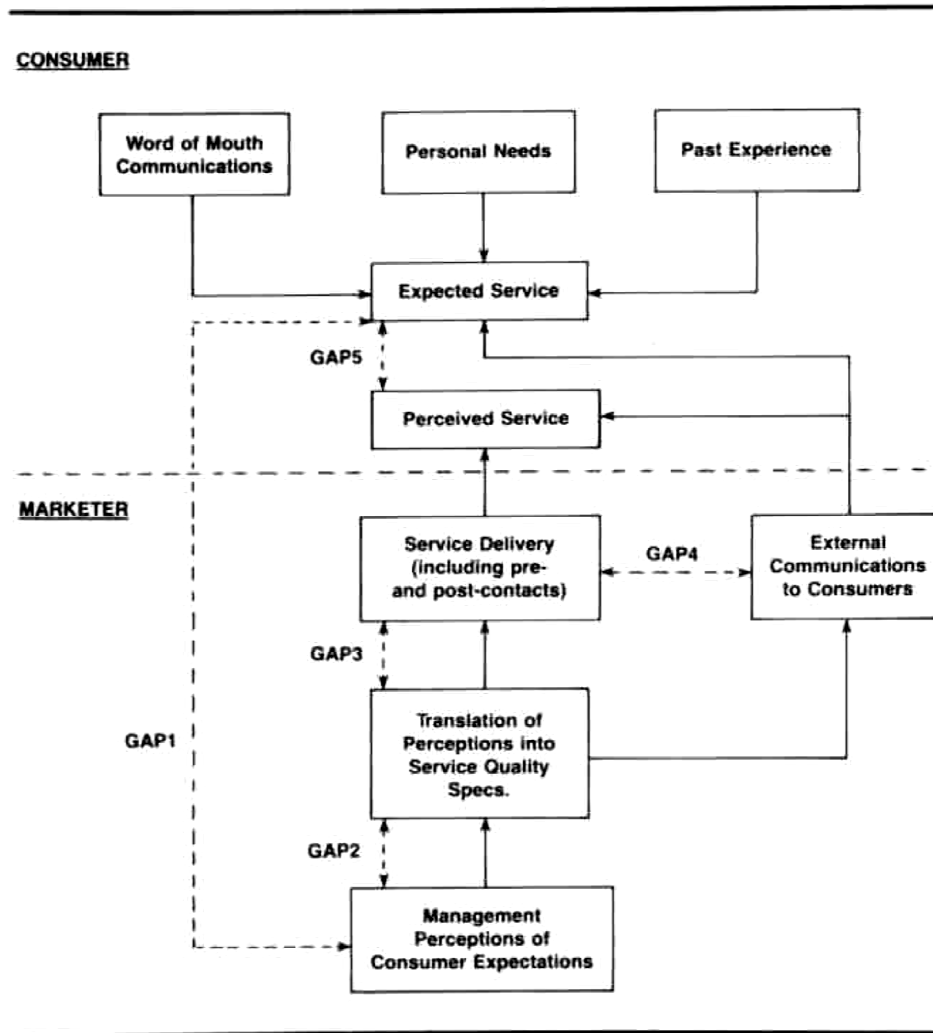 CONSUMER
Word of Mouth
Communications
Personal Needs
Past Experience
Expected Service
GAP5
Perceived Service
MARKETER
Service Delivery
(including pre-
and post-contacts)
GAP4
External
Communications
to Consumers
GAP3
Translation of
Perceptions into
Service Quality
Specs.
GAP1
GAP2
Management
Perceptions of
Consumer Expectations